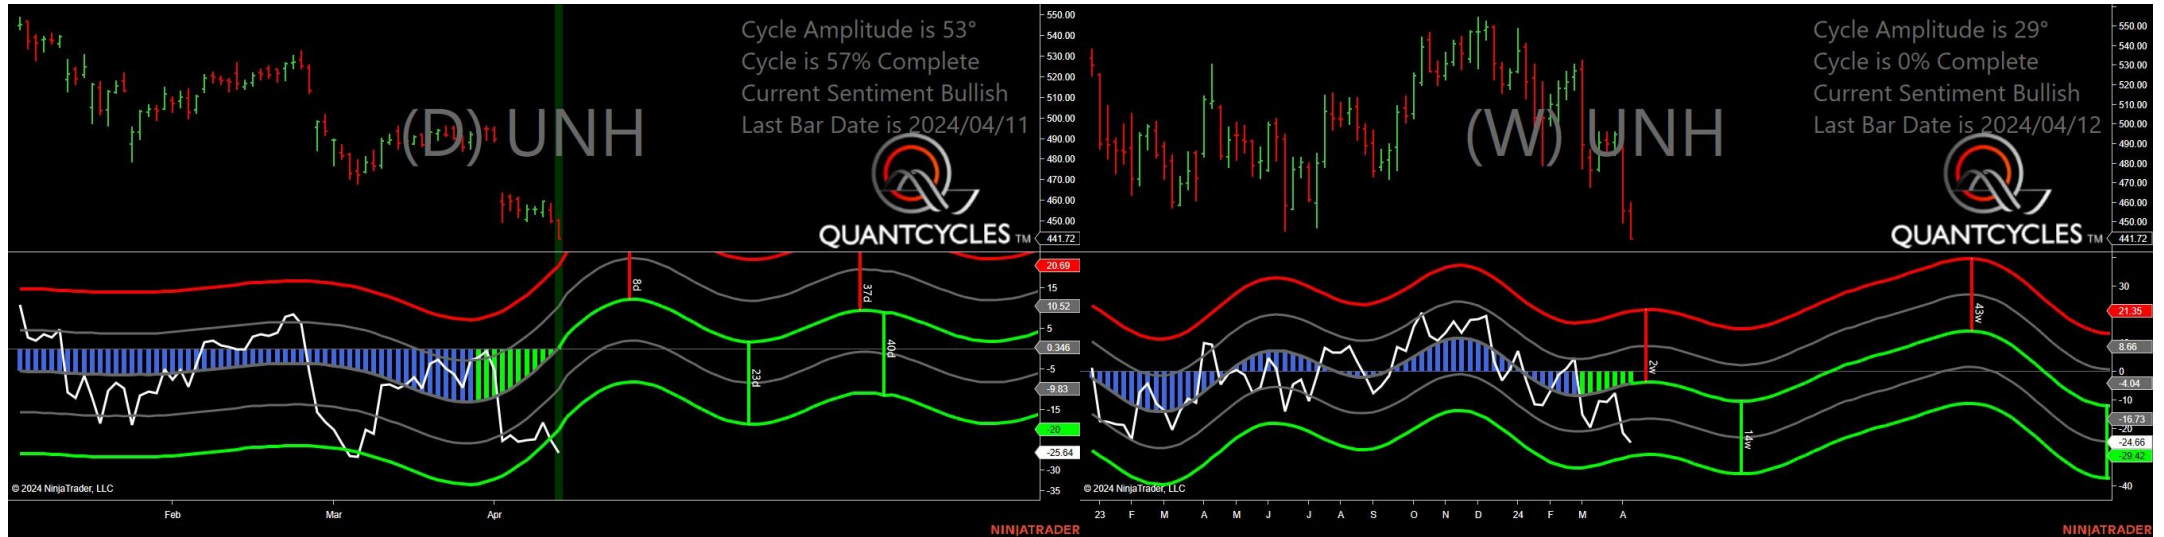 Cycle Amplitude is 53°
Cycle is 57% Complete
Current Sentiment Bullish
Last Bar Date is 2024/04/11
(D) UNH
QUANTCYCLES TM
550.00
540.00
530.00
520.00
510.00
500.00
490.00
480.00
470.00
460.00
450.00
441.72
20.69
15
10.52
5
0.346
-5
-9.83
-15
-20
-25.64
-30
-35
8d
23d
37d
40d
© 2024 NinjaTrader, LLC
Feb Mar Apr
NINJATRADER
Cycle Amplitude is 29°
Cycle is 0% Complete
Current Sentiment Bullish
Last Bar Date is 2024/04/12
(W) UNH
QUANTCYCLES TM
550.00
540.00
530.00
520.00
510.00
500.00
490.00
480.00
470.00
460.00
450.00
441.72
30
21.35
8.66
0
-4.04
-10
-16.73
-20
-24.66
-29.42
-40
2w
14w
43w
© 2024 NinjaTrader, LLC
23 F M A M J J A S O N D 24 F M A
NINJATRADER